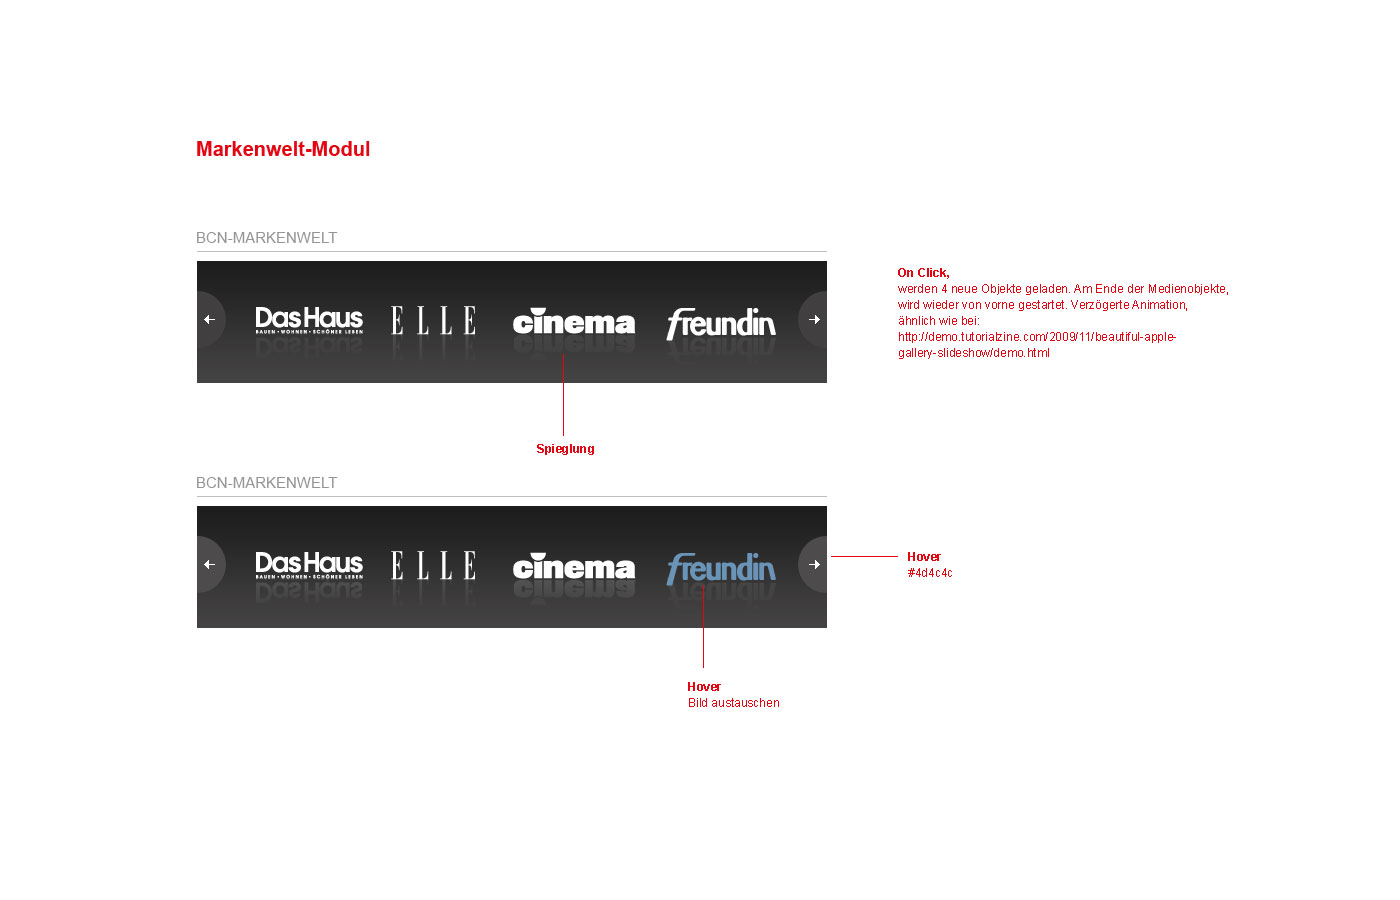 Markenwelt-Modul
BCN-MARKENWELT
DasHaus
BAUEN • WOHNEN • SCHÖNER LEBEN
ELLE
cinema
freundin
On Click,
werden 4 neue Objekte geladen. Am Ende der Medienobjekte,
wird wieder von vorne gestartet. Verzögerte Animation,
ähnlich wie bei:
http://demo.tutorialzine.com/2009/11/beautiful-apple-
gallery-slideshow/demo.html
Spieglung
BCN-MARKENWELT
DasHaus
BAUEN • WOHNEN • SCHÖNER LEBEN
ELLE
cinema
freundin
Hover
#4d4c4c
Hover
Bild austauschen